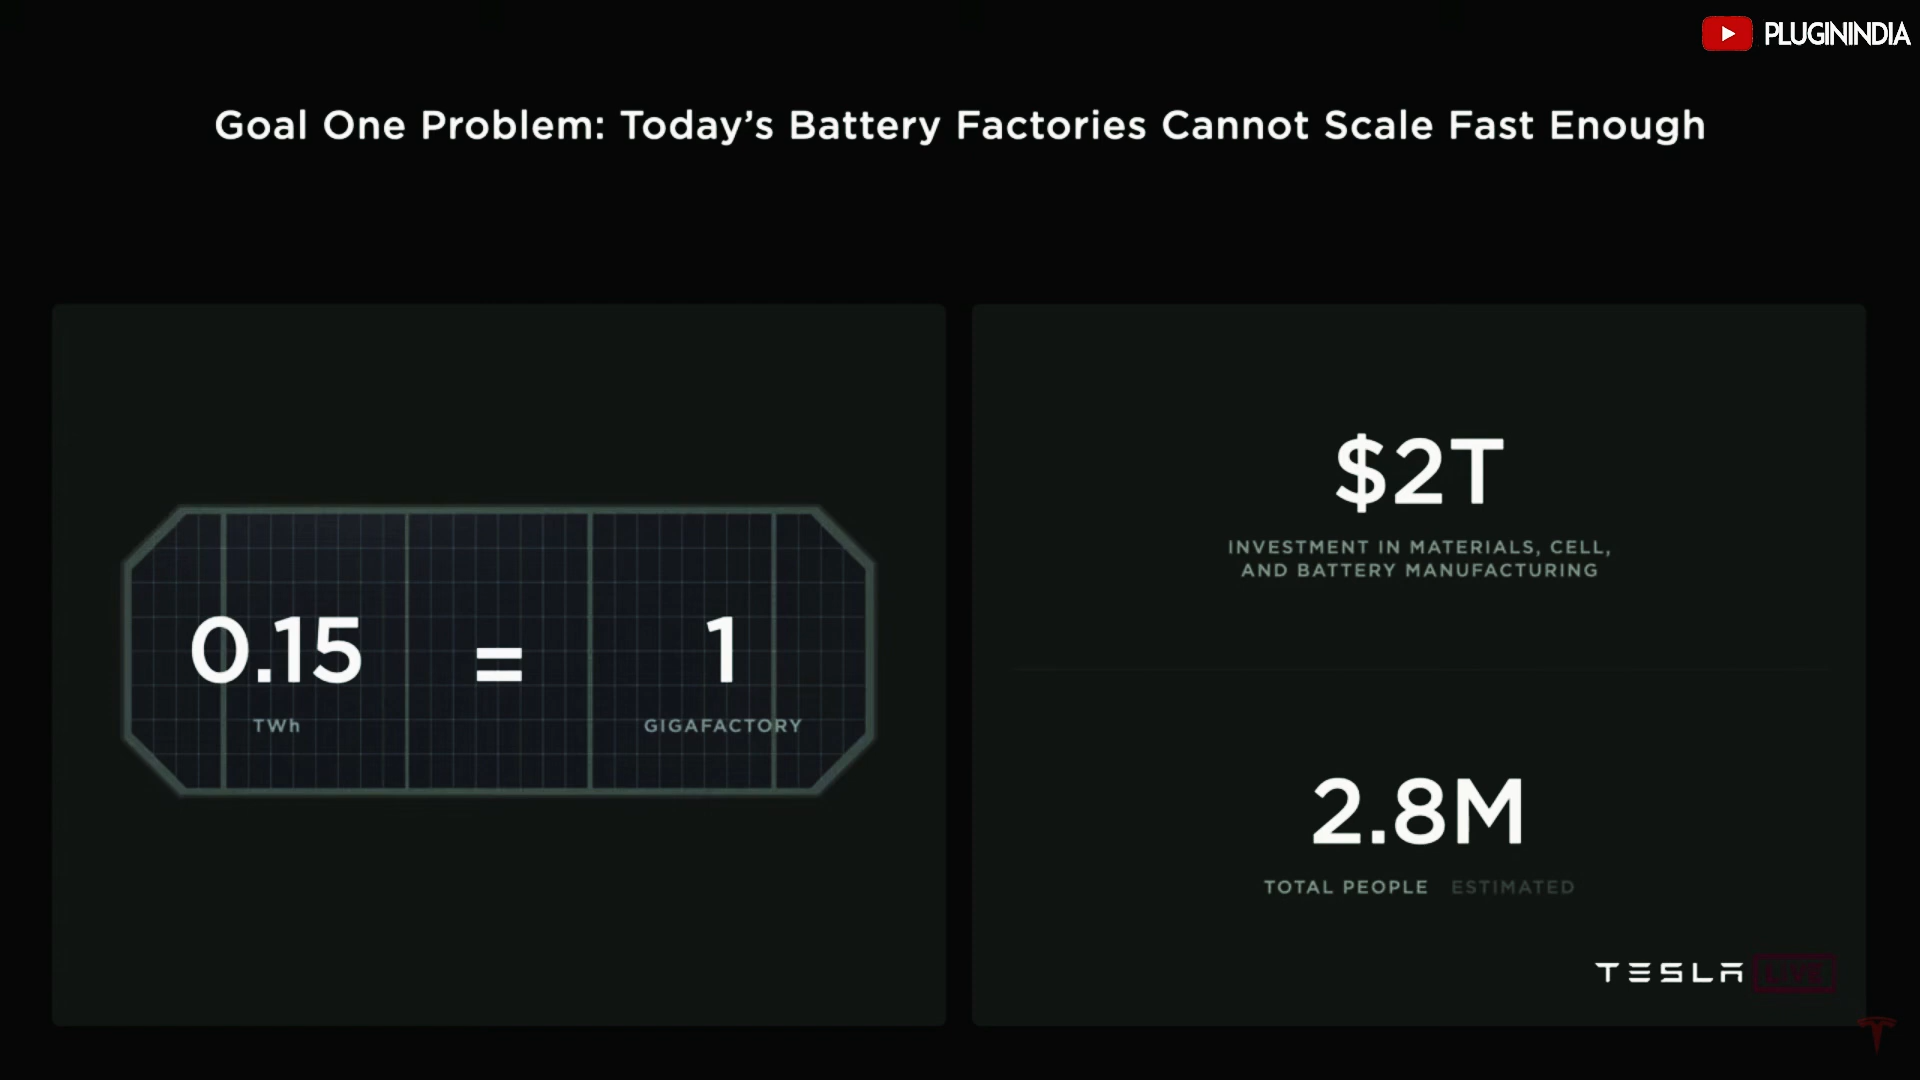 PLUGININDIA
Goal One Problem: Today's Battery Factories Cannot Scale Fast Enough
0.15 = 1
TWh GIGAFACTORY
$2T
INVESTMENT IN MATERIALS, CELL,
AND BATTERY MANUFACTURING
2.8M
TOTAL PEOPLE ESTIMATED
TESLA LIVE